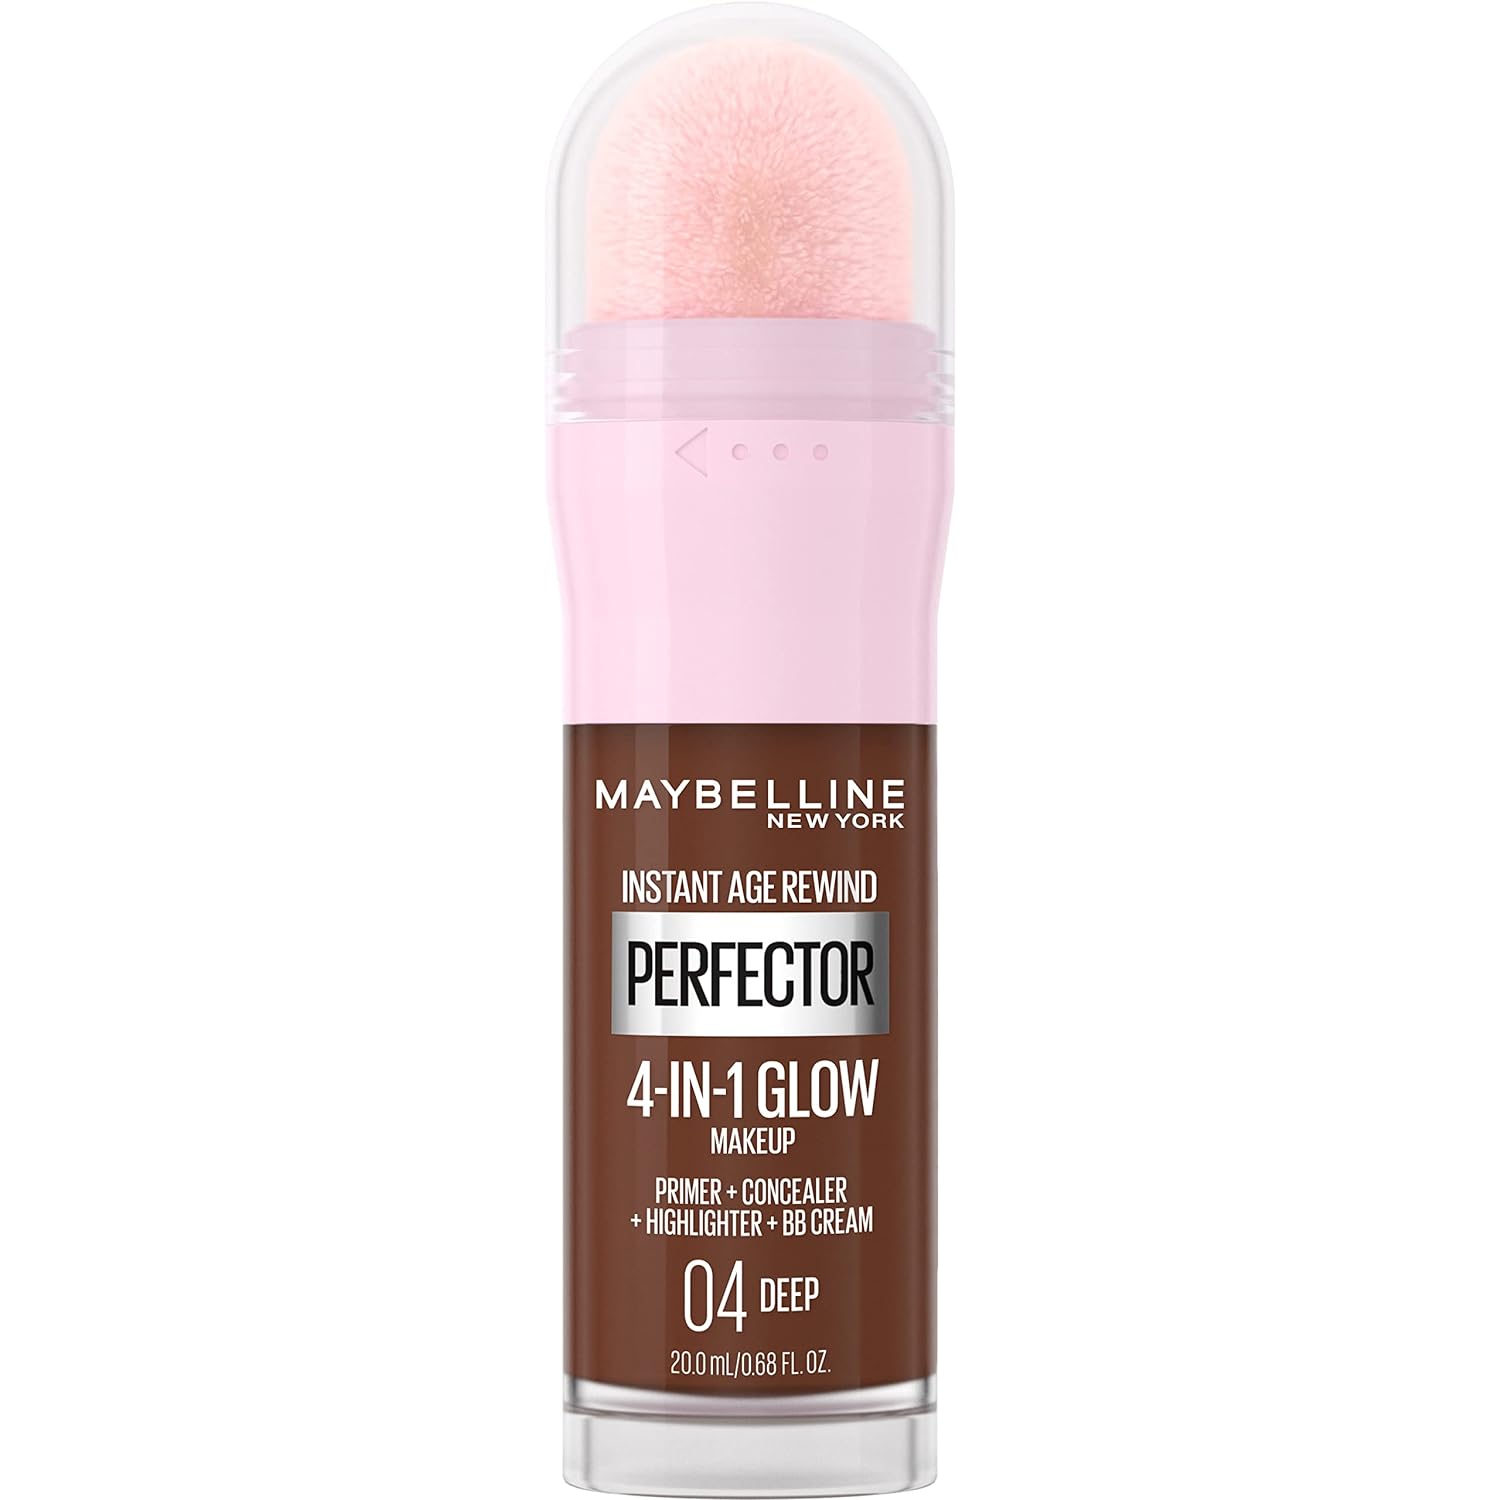 MAYBELLINE
NEW YORK
INSTANT AGE REWIND
PERFECTOR
4-IN-1 GLOW
MAKEUP
PRIMER + CONCEALER
+ HIGHLIGHTER + BB CREAM
04 DEEP
20.0 mL/0.68 FL. OZ.